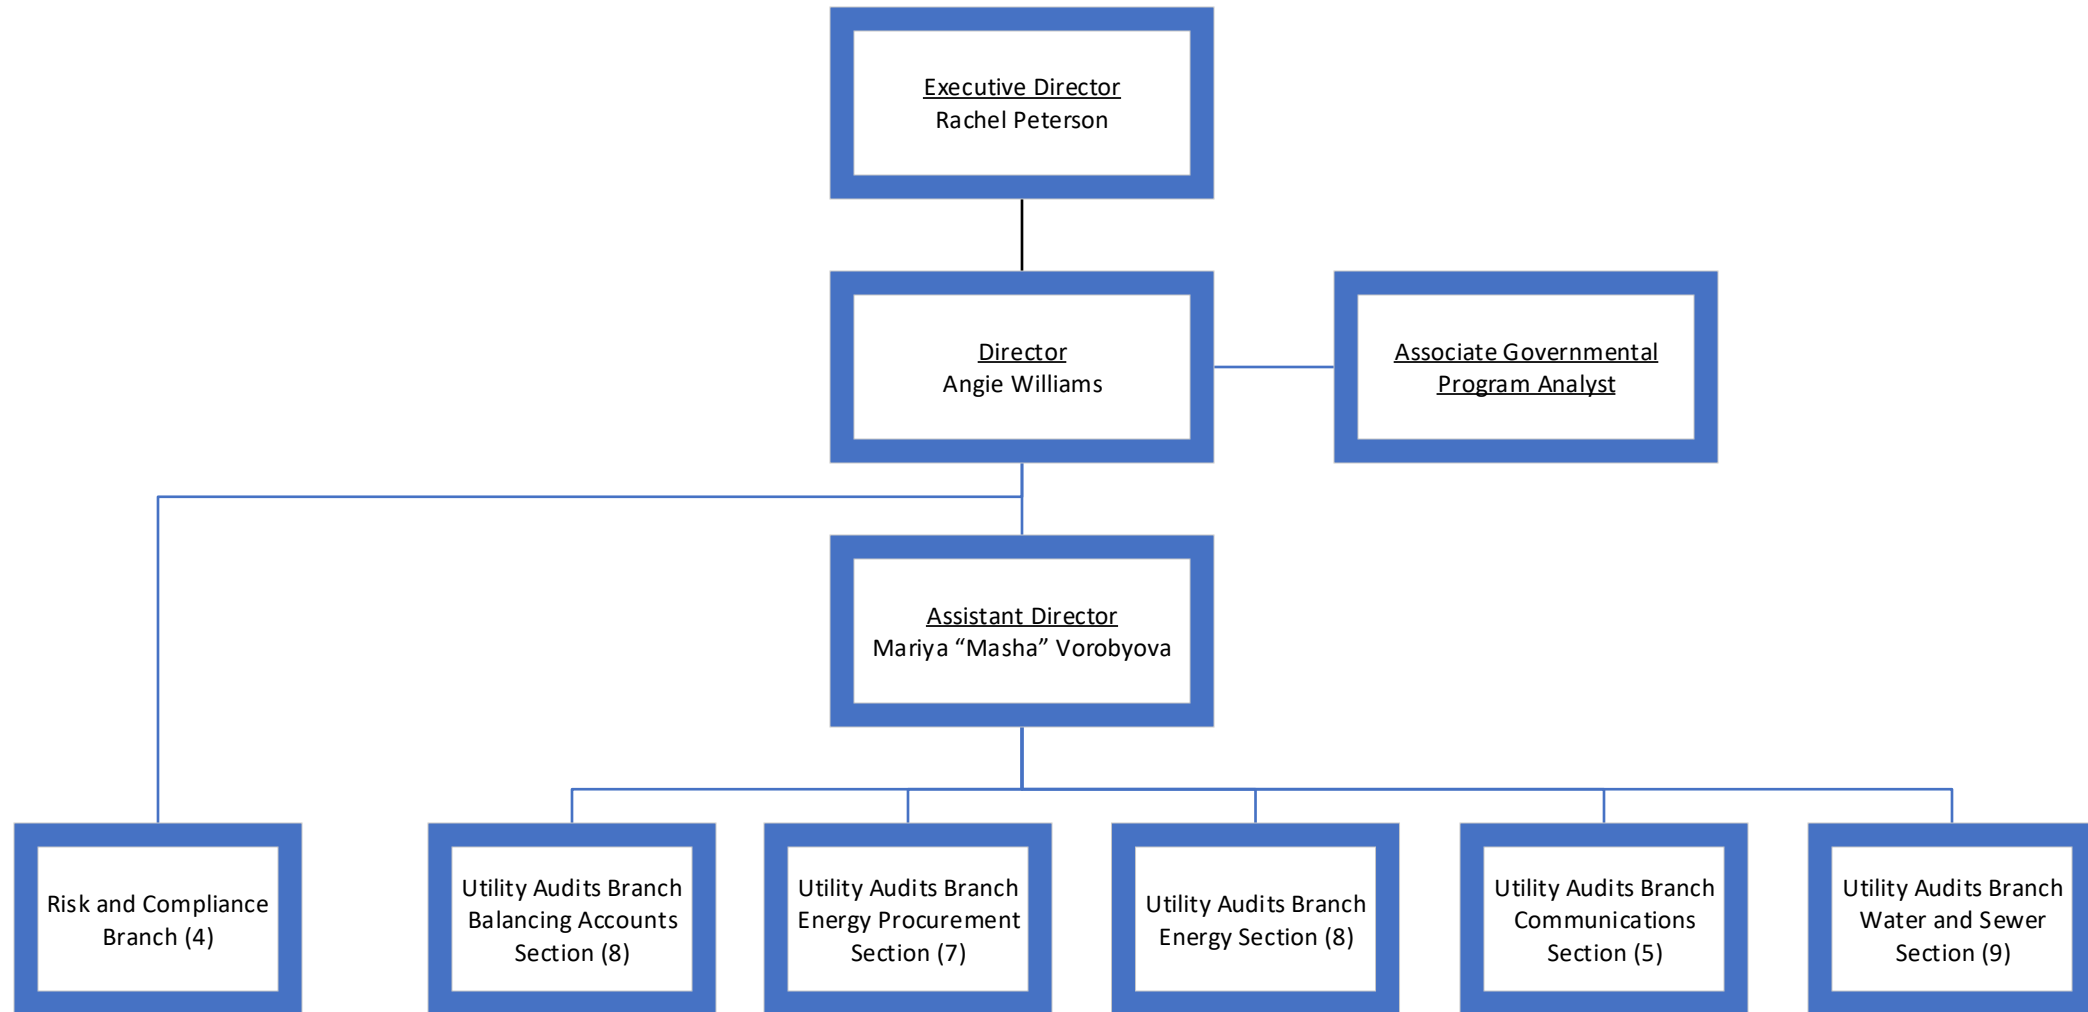 Executive Director
Rachel Peterson
Director
Angie Williams
Associate Governmental
Program Analyst
Assistant Director
Mariya “Masha” Vorobyova
Risk and Compliance
Branch (4)
Utility Audits Branch
Balancing Accounts
Section (8)
Utility Audits Branch
Energy Procurement
Section (7)
Utility Audits Branch
Energy Section (8)
Utility Audits Branch
Communications
Section (5)
Utility Audits Branch
Water and Sewer
Section (9)